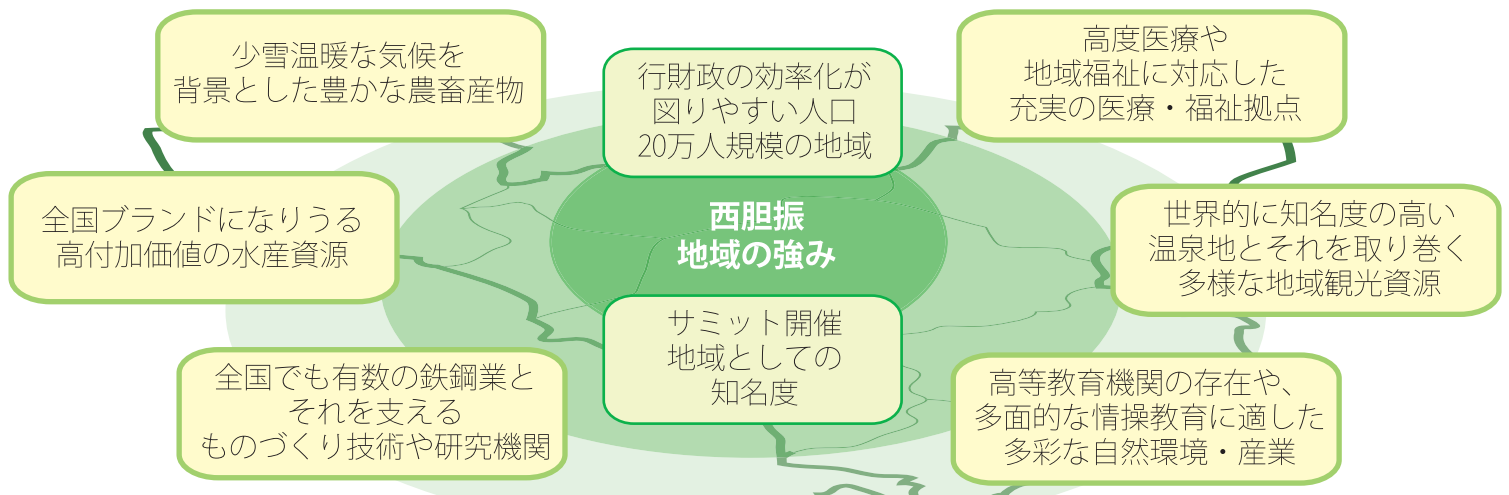 少雪温暖な気候を
背景とした豊かな農畜産物
行財政の効率化が
図りやすい人口
20万人規模の地域
高度医療や
地域福祉に対応した
充実の医療・福祉拠点
全国ブランドになりうる
高付加価値の水産資源
西胆振
地域の強み
世界的に知名度の高い
温泉地とそれを取り巻く
多様な地域観光資源
全国でも有数の鉄鋼業と
それを支える
ものづくり技術や研究機関
サミット開催
地域としての
知名度
高等教育機関の存在や、
多面的な情操教育に適した
多彩な自然環境・産業